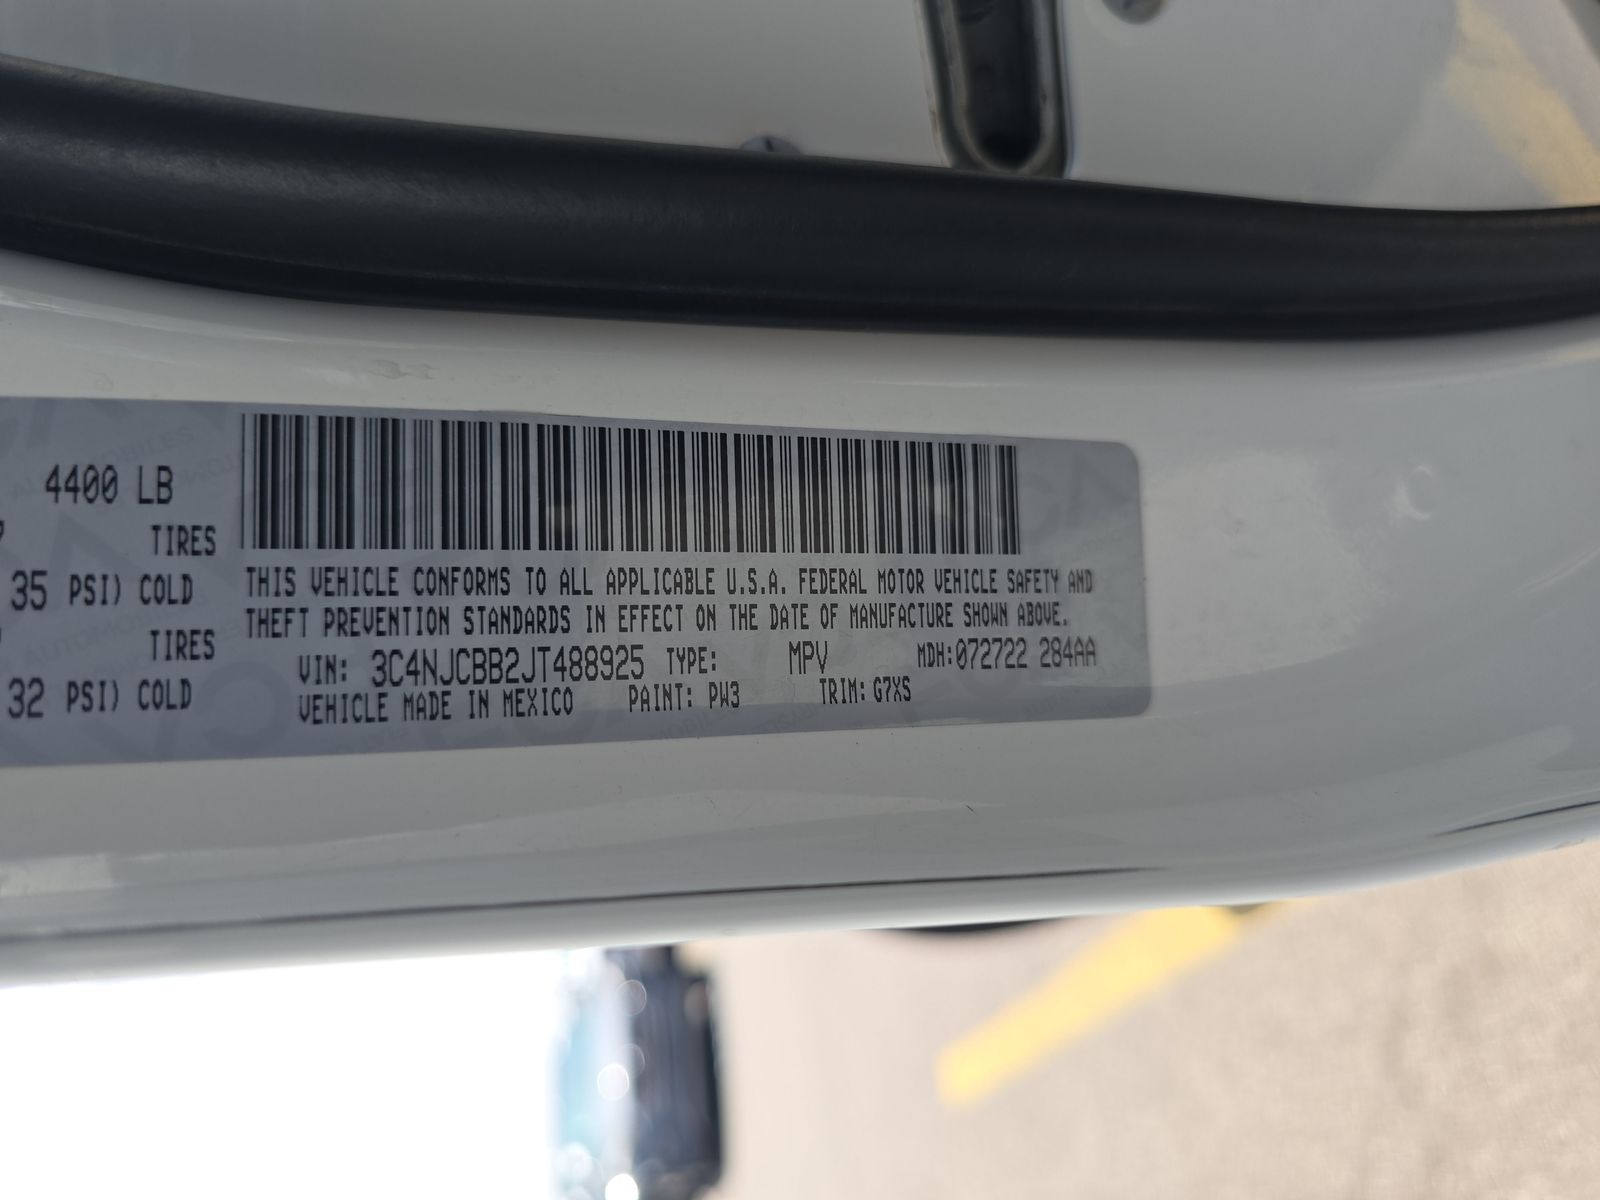 4400 LB
TIRES
35 PSI) COLD
TIRES
32 PSI) COLD
THIS VEHICLE CONFORMS TO ALL APPLICABLE U.S.A. FEDERAL MOTOR VEHICLE SAFETY AND
THEFT PREVENTION STANDARDS IN EFFECT ON THE DATE OF MANUFACTURE SHOWN ABOVE.
VIN: 3C4NJCBB2JT488925 TYPE: MPV MDH:072722 284AA
VEHICLE MADE IN MEXICO PAINT: PW3 TRIM: G7XS